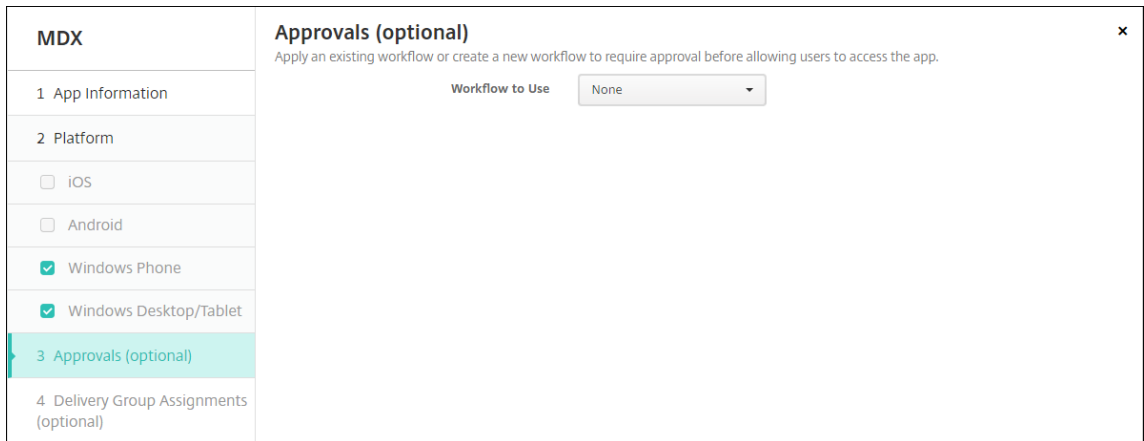 MDX
1 App Information
2 Platform
iOS
Android
Windows Phone
Windows Desktop/Tablet
3 Approvals (optional)
4 Delivery Group Assignments
(optional)
Approvals (optional)
Apply an existing workflow or create a new workflow to require approval before allowing users to access the app.
Workflow to Use None